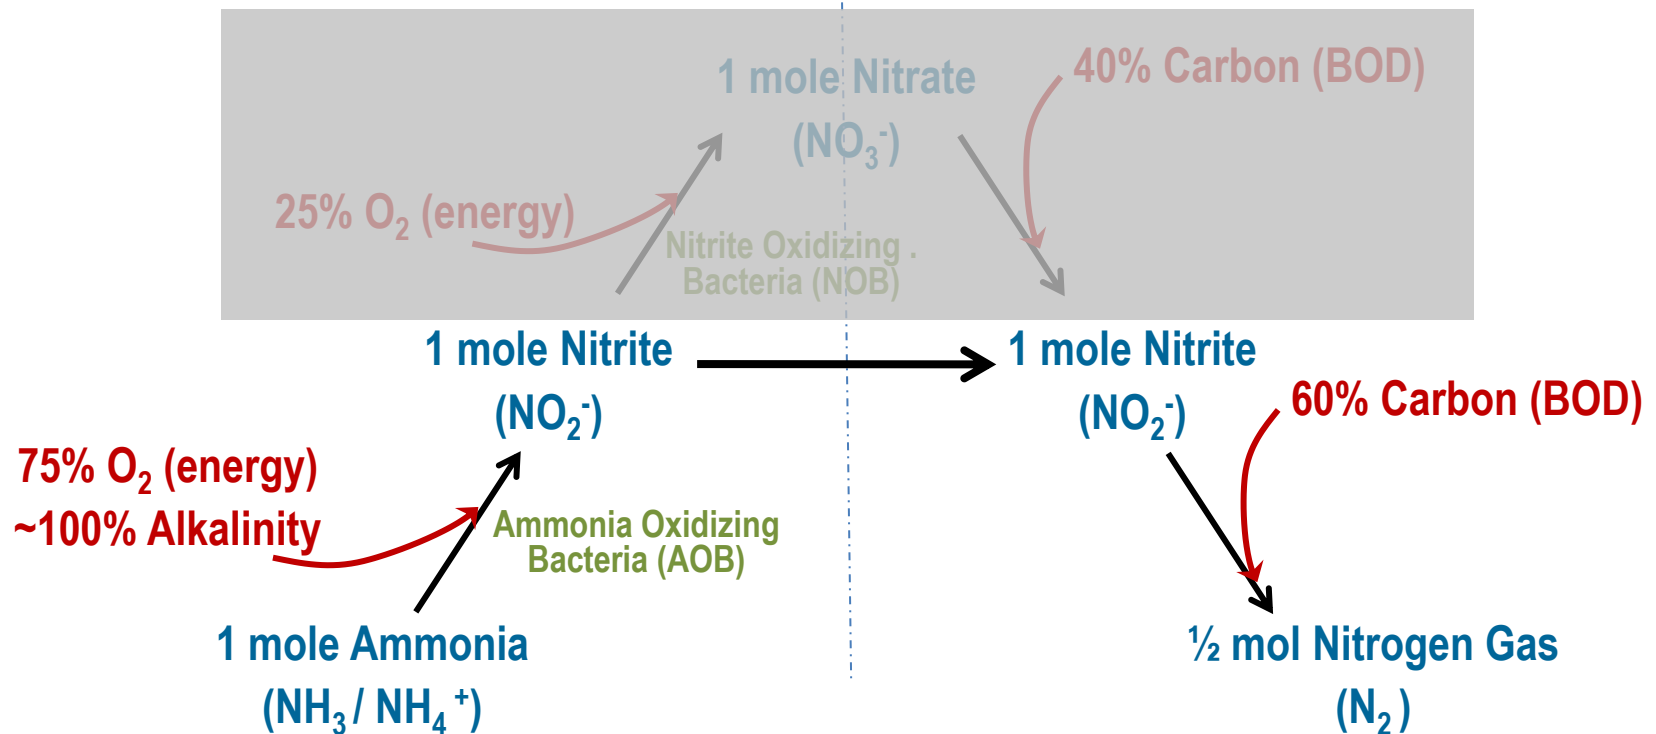 1 mole Nitrate
(NO₃⁻)
40% Carbon (BOD)
25% O₂ (energy)
Nitrite Oxidizing .
Bacteria (NOB)
1 mole Nitrite
(NO₂⁻)
1 mole Nitrite
(NO₂⁻)
60% Carbon (BOD)
75% O₂ (energy)
~100% Alkalinity
Ammonia Oxidizing
Bacteria (AOB)
1 mole Ammonia
(NH₃ / NH₄⁺)
½ mol Nitrogen Gas
(N₂ )